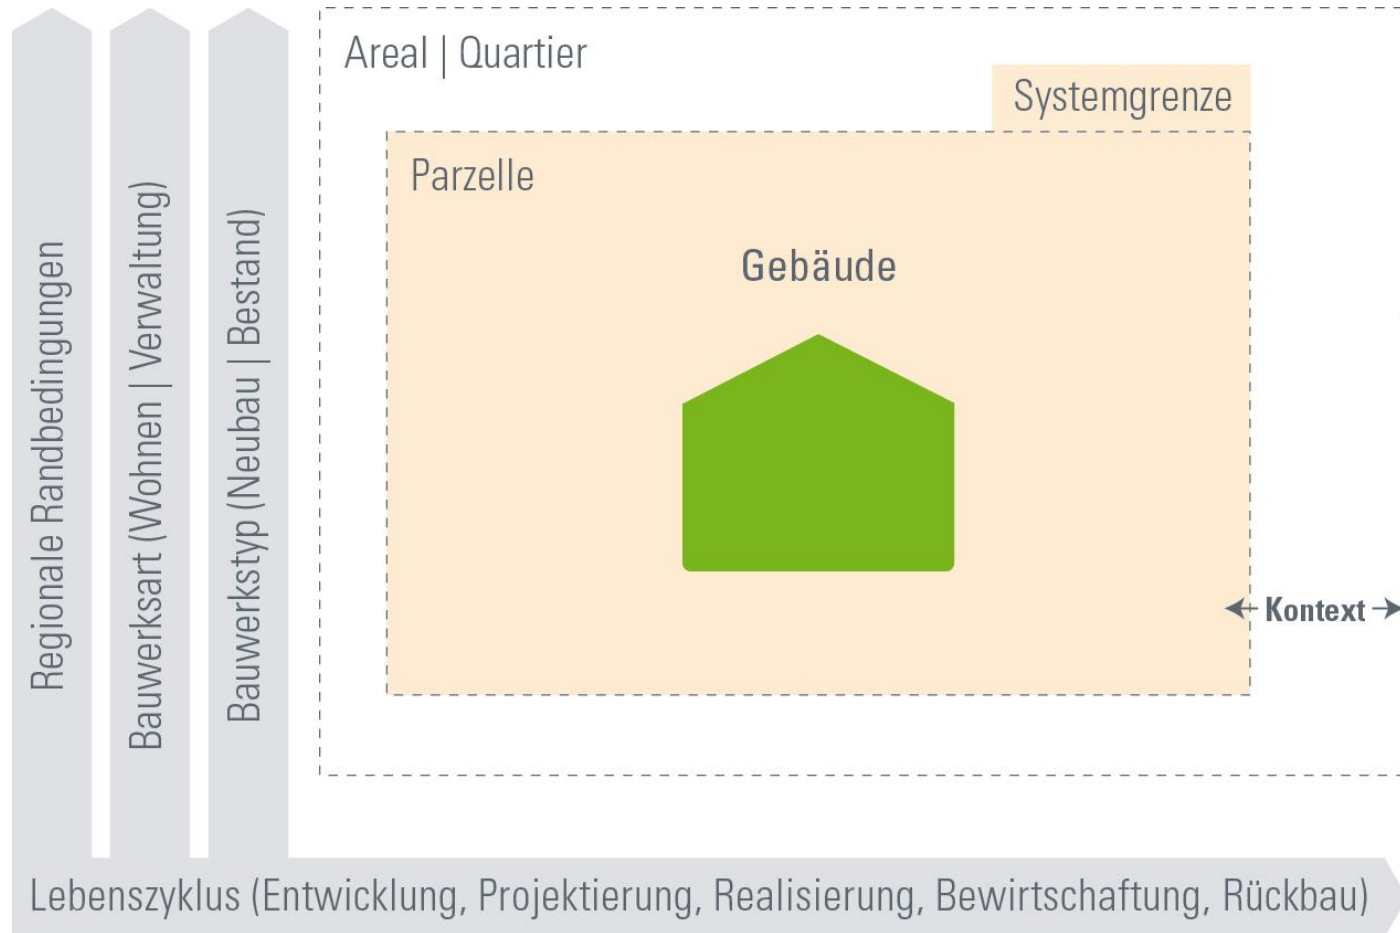 Areal | Quartier
Systemgrenze
Parzelle
Gebäude
Kontext
Regionale Randbedingungen
Bauwerksart (Wohnen | Verwaltung)
Bauwerkstyp (Neubau | Bestand)
Lebenszyklus (Entwicklung, Projektierung, Realisierung, Bewirtschaftung, Rückbau)